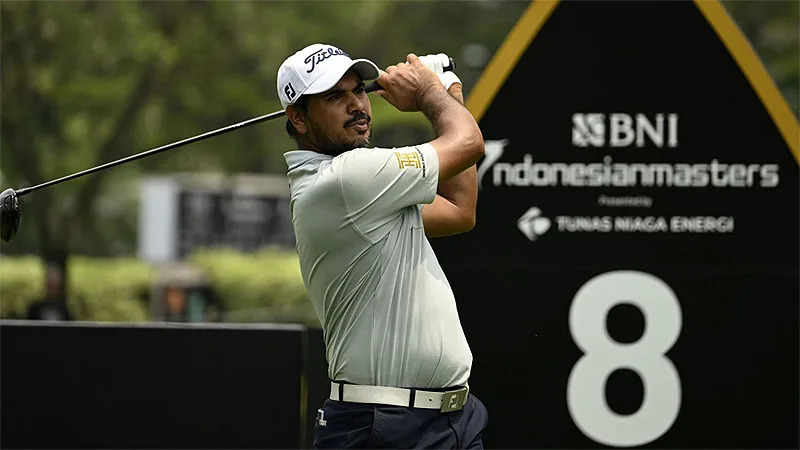 Titleist
FJ
BNI
IndonesianMasters
Presented by
TUNAS NIAGA ENERGI
8
FJ